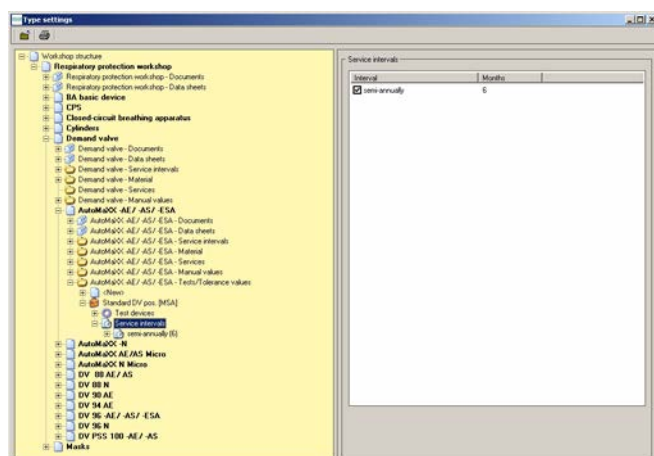 Type settings
Workshop structure
Respiratory protection workshop
Respiratory protection workshop - Documents
Respiratory protection workshop - Data sheets
BA basic device
CPS
Closed-circuit breathing apparatus
Cylinders
Demand valve
Demand valve - Documents
Demand valve - Data sheets
Demand valve - Service intervals
Demand valve - Material
Demand valve - Services
Demand valve - Manual values
AutoMaXX -AE/ -AS/ -ESA
AutoMaXX -AE/ -AS/ -ESA - Documents
AutoMaXX -AE/ -AS/ -ESA - Data sheets
AutoMaXX -AE/ -AS/ -ESA - Service intervals
AutoMaXX -AE/ -AS/ -ESA - Material
AutoMaXX -AE/ -AS/ -ESA - Services
AutoMaXX -AE/ -AS/ -ESA - Manual values
AutoMaXX -AE/ -AS/ -ESA - Tests/Tolerance values
<New>
Standard DV pos. [MSA]
Test devices
Service intervals
semi-annually (6)
AutoMaXX -N
AutoMaXX AE/AS Micro
AutoMaXX N Micro
DV 88 AE/ AS
DV 88 N
DV 90 AE
DV 94 AE
DV 96 -AE/ -AS/ -ESA
DV 96 N
DV PSS 100 -AE/ -AS
Masks
Service intervals
Interval Months
semi-annually 6